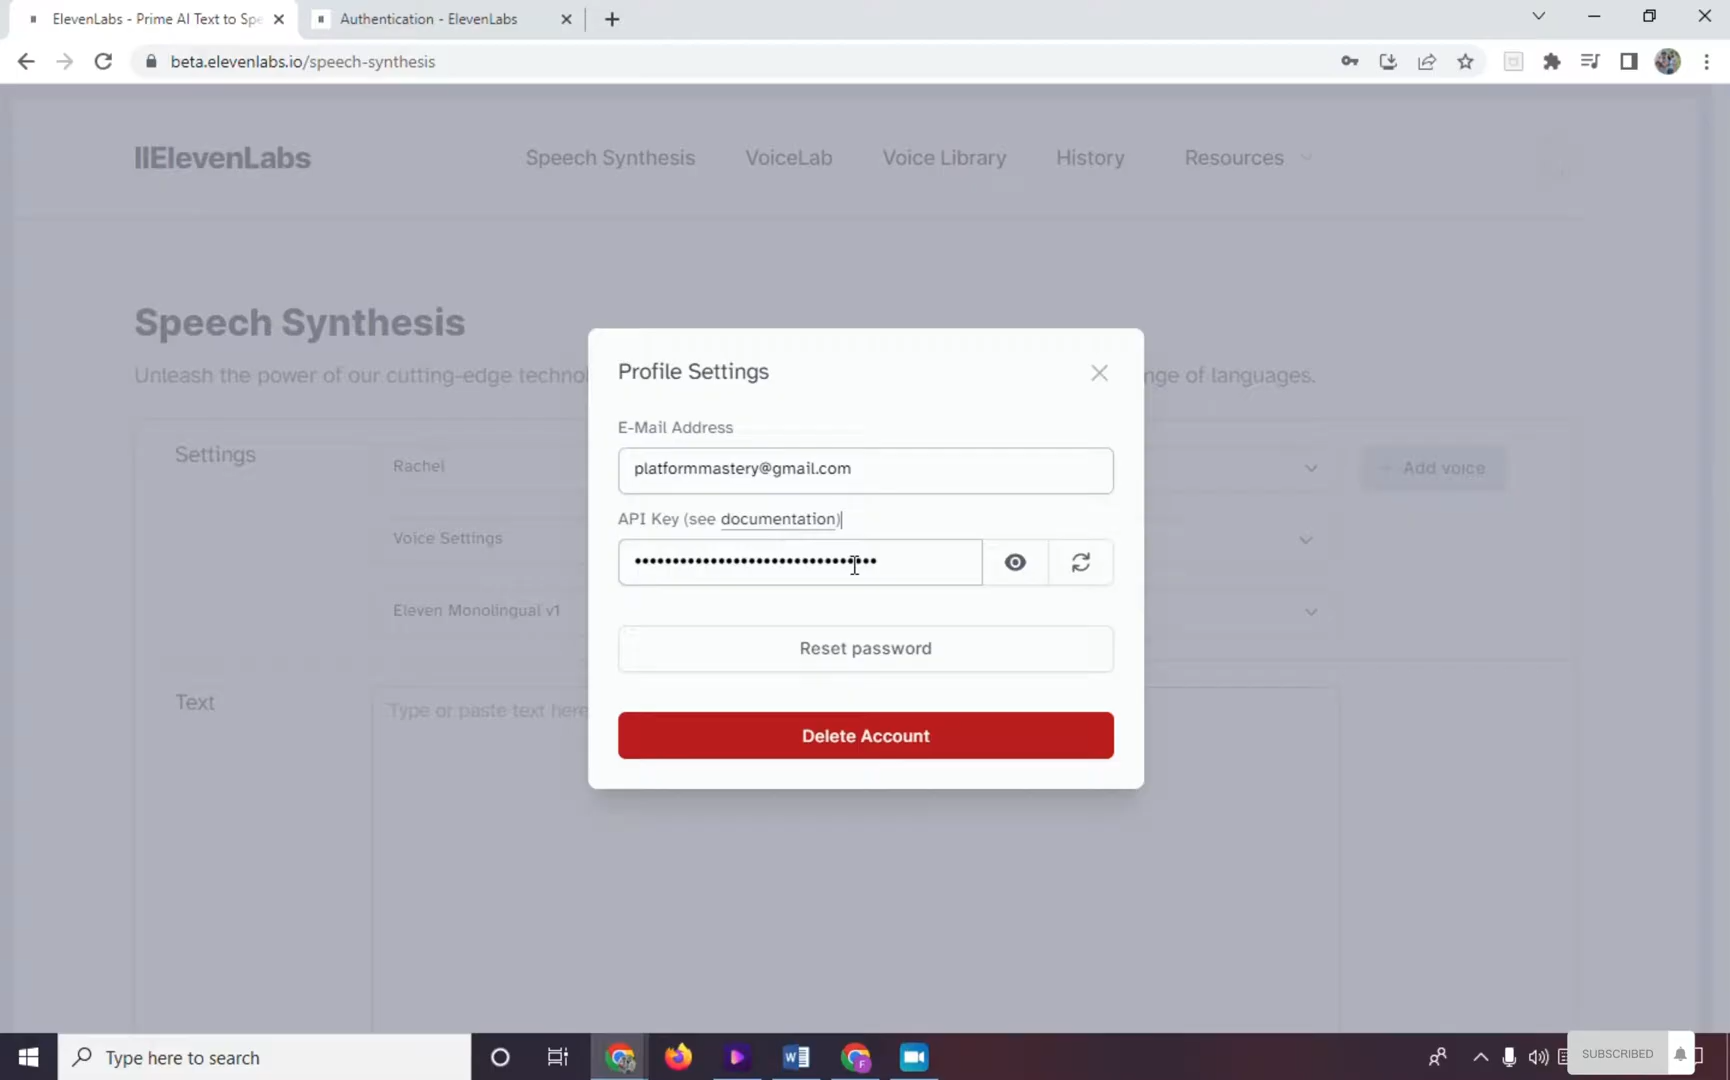 ElevenLabs - Prime AI Text to Spe
Authentication - ElevenLabs
beta.elevenlabs.io/speech-synthesis
IIElevenLabs
Speech Synthesis
VoiceLab
Voice Library
History
Resources
Speech Synthesis
Unleash the power of our cutting-edge technol
nge of languages.
Settings
Rachel
+ Add voice
Voice Settings
Eleven Monolingual v1
Text
Type or paste text here
Profile Settings
E-Mail Address
platformmastery@gmail.com
API Key (see documentation)
••••••••••••••••••••••••••••••••
Reset password
Delete Account
Type here to search
SUBSCRIBED